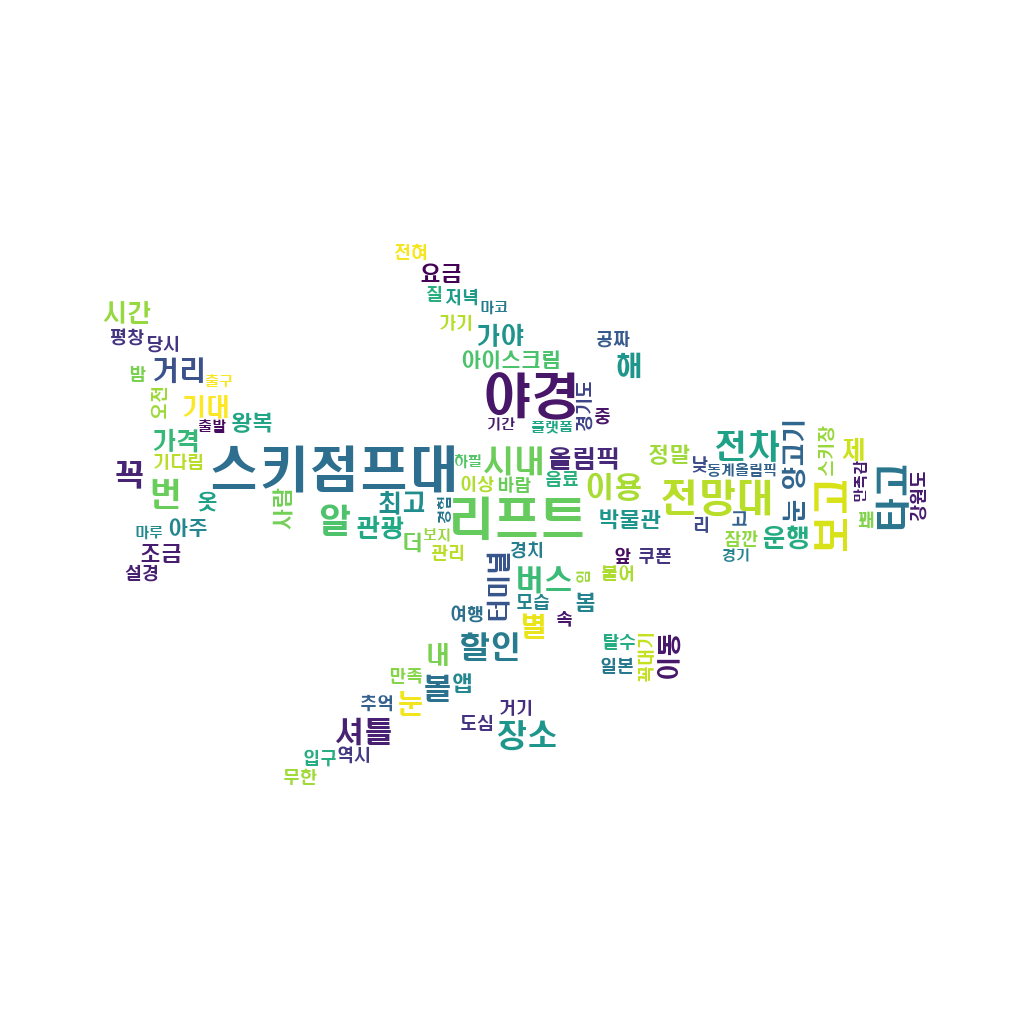 전혀
요금
질
저녁
마코
시간
가기
평창
당시
가야
공짜
아이스크림
해
거리
밤
출구
야경
경기도
오전
기대
중
출발
왕복
기간
플랫폼
가격
기다림
스키점프대
하필
시내
올림픽
정말
전차
눈
양고기
스키장
제
꼭
번
옷
사람
알
관광
최고
경험
이상
바람
음료
이용
낮
동계올림픽
전망대
만족감
보고
타고
강원도
리프트
박물관
리
고
뷰
마루
아주
더
보지
잠깐
운행
조금
관리
경치
앞
쿠폰
경기
설경
터미널
버스
임
붙어
모습
봄
여행
별
속
할인
탈수
꼭대기
이동
내
일본
만족
볼
앱
추억
눈
거기
도심
장소
셔틀
입구
역시
무한